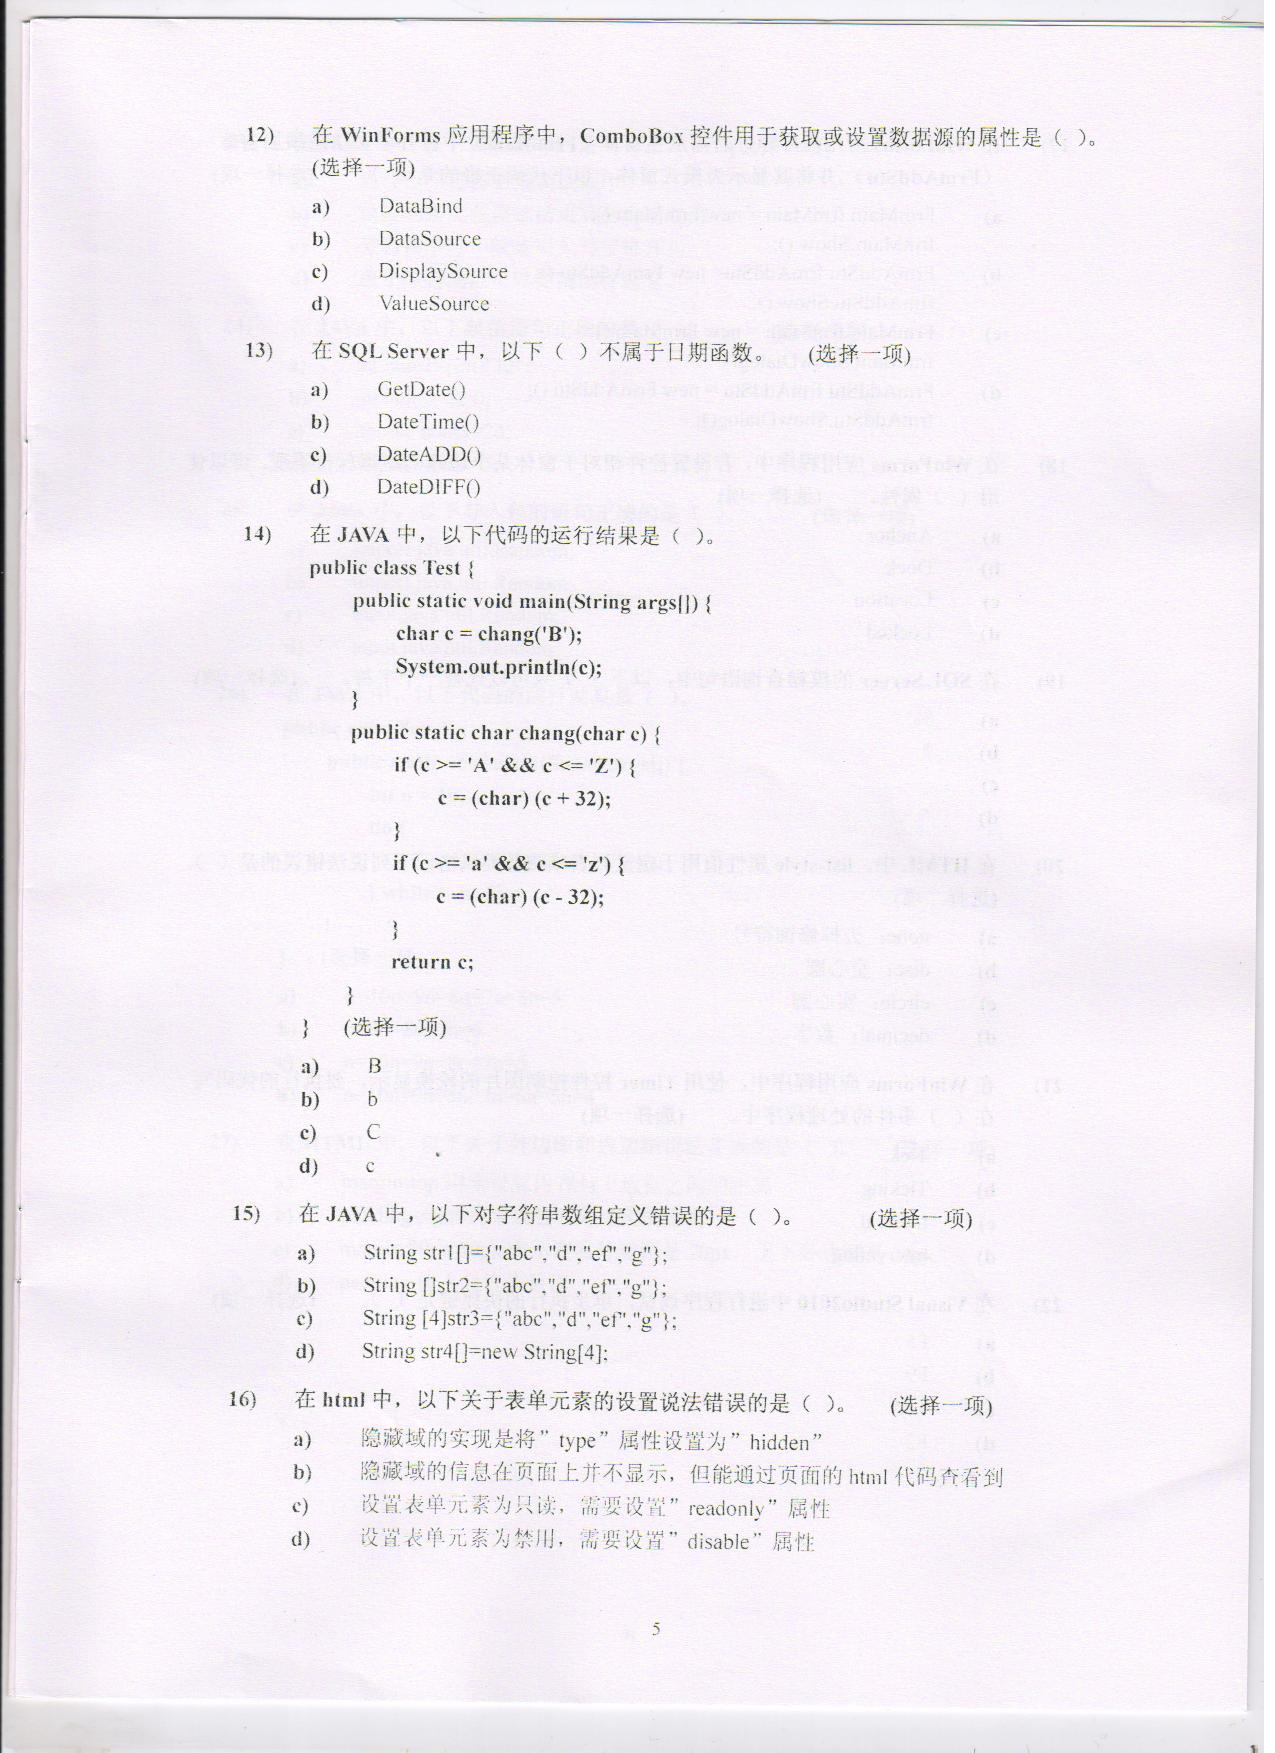 12) 在 WinForms 应用程序中，ComboBox 控件用于获取或设置数据源的属性是（ ）。
(选择一项)
a) DataBind
b) DataSource
c) DisplaySource
d) ValueSource
13) 在 SQL Server 中，以下（ ）不属于日期函数。 (选择一项)
a) GetDate()
b) DateTime()
c) DateADD()
d) DateDIFF()
14) 在 JAVA 中，以下代码的运行结果是（ ）。
public class Test {
public static void main(String args[]) {
char c = chang('B');
System.out.println(c);
}
public static char chang(char c) {
if (c >= 'A' && c <= 'Z') {
c = (char) (c + 32);
}
if (c >= 'a' && c <= 'z') {
c = (char) (c - 32);
}
return c;
}
} (选择一项)
a) B
b) b
c) C
d) c
15) 在 JAVA 中，以下对字符串数组定义错误的是（ ）。 (选择一项)
a) String str1[]={"abc","d","ef","g"};
b) String []str2={"abc","d","ef","g"};
c) String [4]str3={"abc","d","ef","g"};
d) String str4[]=new String[4];
16) 在 html 中，以下关于表单元素的设置说法错误的是（ ）。 (选择一项)
a) 隐藏域的实现是将”type”属性设置为”hidden”
b) 隐藏域的信息在页面上并不显示，但能通过页面的 html 代码查看到
c) 设置表单元素为只读，需要设置”readonly”属性
d) 设置表单元素为禁用，需要设置”disable”属性
5